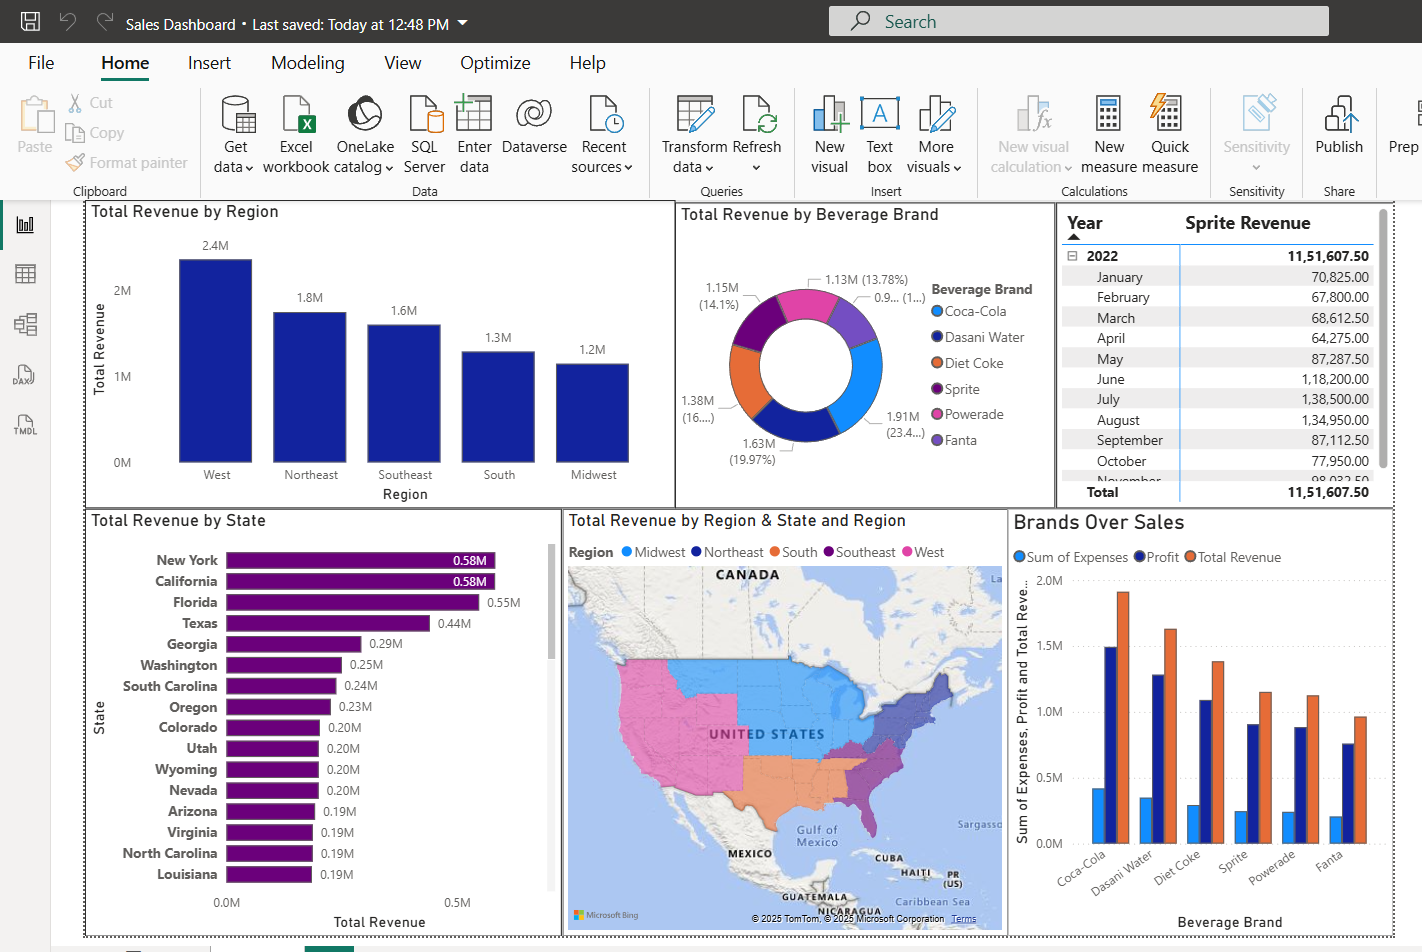 Sales Dashboard • Last saved: Today at 12:48 PM
Search
File Home Insert Modeling View Optimize Help
Paste
Cut
Copy
Format painter
Clipboard
Get data
Excel workbook
OneLake catalog
SQL Server
Enter data
Dataverse
Recent sources
Data
Transform data
Refresh
Queries
New visual
Text box
More visuals
Insert
New visual calculation
New measure
Quick measure
Calculations
Sensitivity
Sensitivity
Publish
Share
Prep
DAX
TMDL
Total Revenue by Region
Total Revenue
2M
1M
0M
2.4M
1.8M
1.6M
1.3M
1.2M
West Northeast Southeast South Midwest
Region
Total Revenue by Beverage Brand
1.13M (13.78%)
0.9... (1...)
1.15M
(14.1%)
1.38M
(16....)
1.63M
(19.97%)
1.91M
(23.4...)
Beverage Brand
Coca-Cola
Dasani Water
Diet Coke
Sprite
Powerade
Fanta
Year Sprite Revenue
2022 11,51,607.50
January 70,825.00
February 67,800.00
March 68,612.50
April 64,275.00
May 87,287.50
June 1,18,200.00
July 1,38,500.00
August 1,34,950.00
September 87,112.50
October 77,950.00
November 98,032.50
Total 11,51,607.50
Total Revenue by State
State
New York 0.58M
California 0.58M
Florida 0.55M
Texas 0.44M
Georgia 0.29M
Washington 0.25M
South Carolina 0.24M
Oregon 0.23M
Colorado 0.20M
Utah 0.20M
Wyoming 0.20M
Nevada 0.20M
Arizona 0.19M
Virginia 0.19M
North Carolina 0.19M
Louisiana 0.19M
0.0M 0.5M
Total Revenue
Total Revenue by Region & State and Region
Region Midwest Northeast South Southeast West
CANADA
La
UNITED STATES
Gulf of
Mexico
Sargasso
MEXICO
CUBA
HAITI
PR
(US)
GUATEMALA
Caribbean Sea
NICARAGUA
Microsoft Bing
© 2025 TomTom, © 2025 Microsoft Corporation Terms
Brands Over Sales
Sum of Expenses Profit Total Revenue
Sum of Expenses, Profit and Total Reve...
2.0M
1.5M
1.0M
0.5M
0.0M
Coca-Cola
Dasani Water
Diet Coke
Sprite
Powerade
Fanta
Beverage Brand